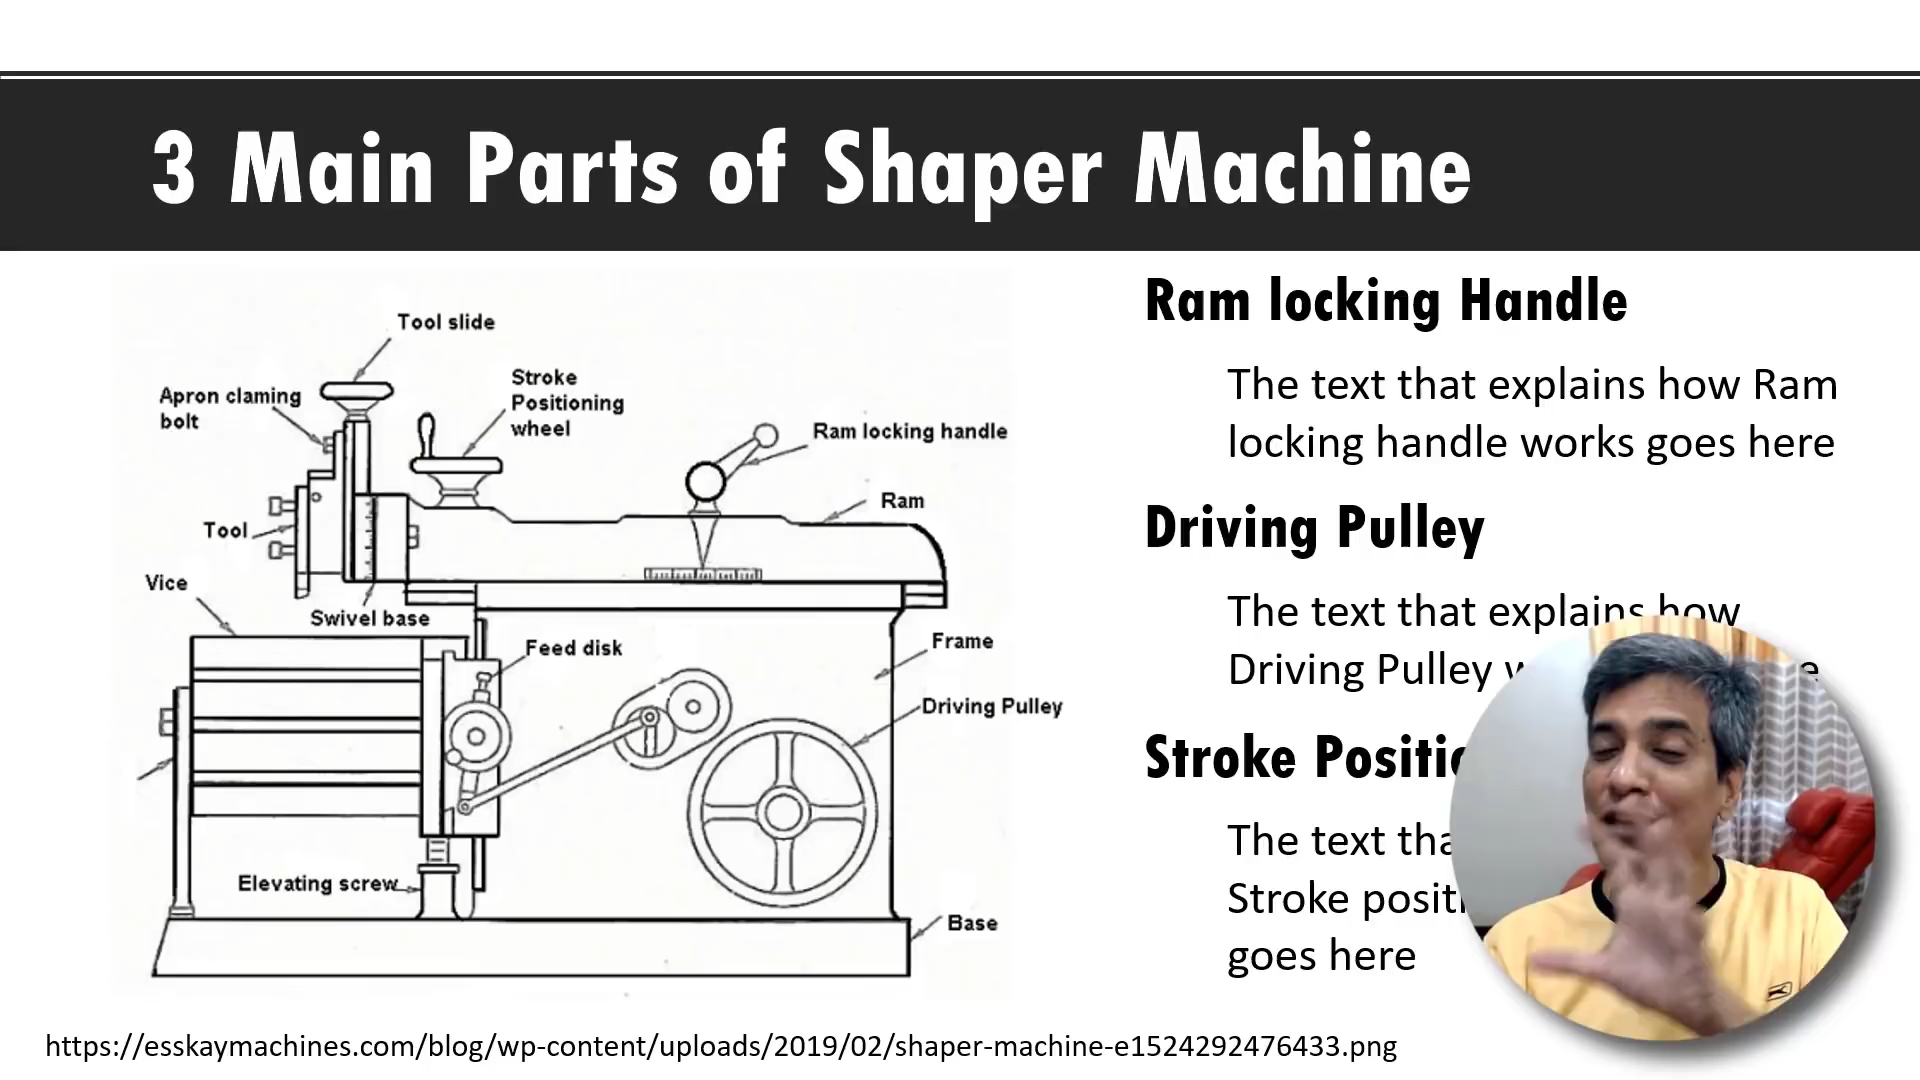 3 Main Parts of Shaper Machine
Tool slide
Apron claming
bolt
Stroke
Positioning
wheel
Ram locking handle
Ram
Tool
Vice
Swivel base
Feed disk
Frame
Driving Pulley
Elevating screw
Base
Ram locking Handle
The text that explains how Ram
locking handle works goes here
Driving Pulley
The text that explains how
Driving Pulley
Stroke
The text
Stroke
goes here
https://esskaymachines.com/blog/wp-content/uploads/2019/02/shaper-machine-e1524292476433.png